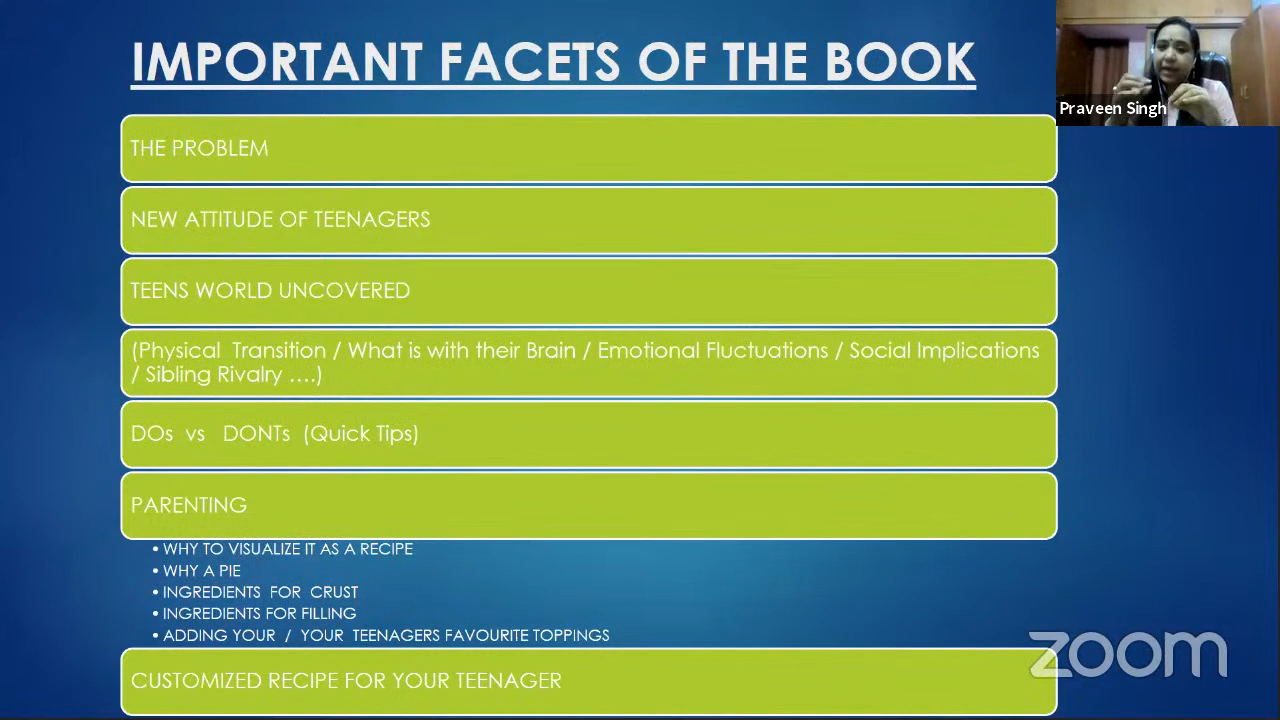 IMPORTANT FACETS OF THE BOOK
Praveen Singh
THE PROBLEM
NEW ATTITUDE OF TEENAGERS
TEENS WORLD UNCOVERED
(Physical Transition / What is with their Brain / Emotional Fluctuations / Social Implications
/ Sibling Rivalry ....)
DOs vs DONTs (Quick Tips)
PARENTING
• WHY TO VISUALIZE IT AS A RECIPE
• WHY A PIE
• INGREDIENTS FOR CRUST
• INGREDIENTS FOR FILLING
• ADDING YOUR / YOUR TEENAGERS FAVOURITE TOPPINGS
zoom
CUSTOMIZED RECIPE FOR YOUR TEENAGER